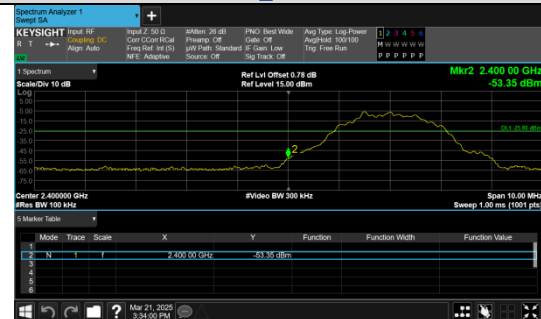 Spectrum Analyzer 1
Swept SA
+
KEYSIGHT Input: RF Input Z: 50 Ω #Atten: 26 dB PNO: Best Wide Avg Type: Log-Power 1 2 3 4 5 6
R T Coupling: DC Corr CCorr RCal Preamp: Off Gate: Off Avg|Hold: 100/100 M W W W W W
Align: Auto Freq Ref: Int (S) µW Path: Standard IF Gain: Low Trig: Free Run P P P P P P
NFE: Adaptive Source: Off Sig Track: Off
1 Spectrum Ref Lvl Offset 0.78 dB Mkr2 2.400 00 GHz
Scale/Div 10 dB Ref Level 15.00 dBm -53.35 dBm
Log
5.00
-5.00
-15.0
-25.0
-35.0
-45.0
-55.0
-65.0
-75.0
2
Center 2.400000 GHz #Video BW 300 kHz Span 10.00 MHz
#Res BW 100 kHz Sweep 1.00 ms (1001 pts)
5 Marker Table
Mode Trace Scale X Y Function Function Width Function Value
1
2 N 1 f 2.400 00 GHz -53.35 dBm
3
4
5
6
? Mar 21, 2025
3:34:00 PM